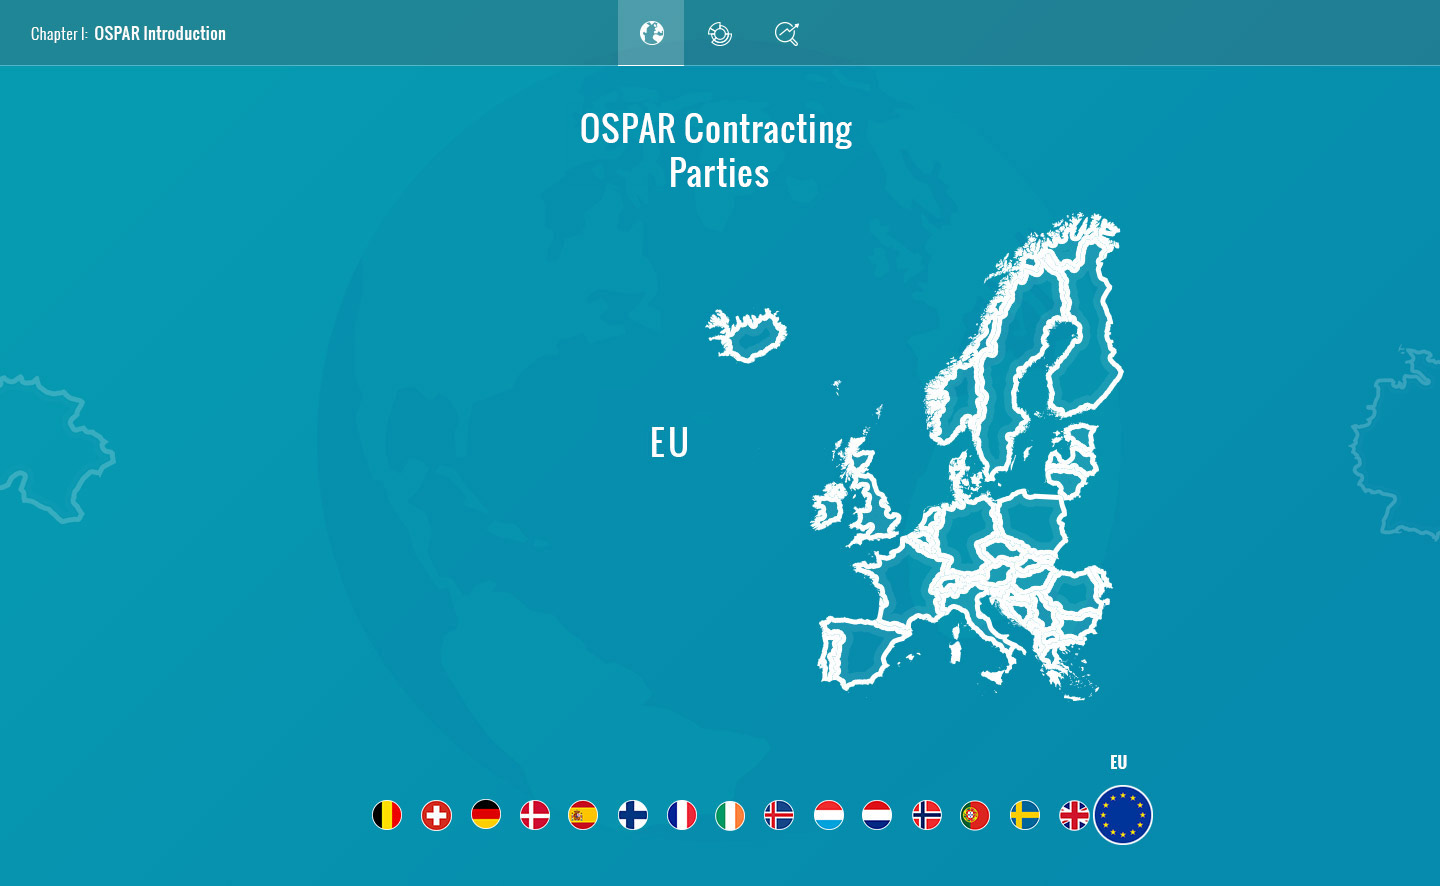 Chapter I: OSPAR Introduction
OSPAR Contracting
Parties
EU
EU